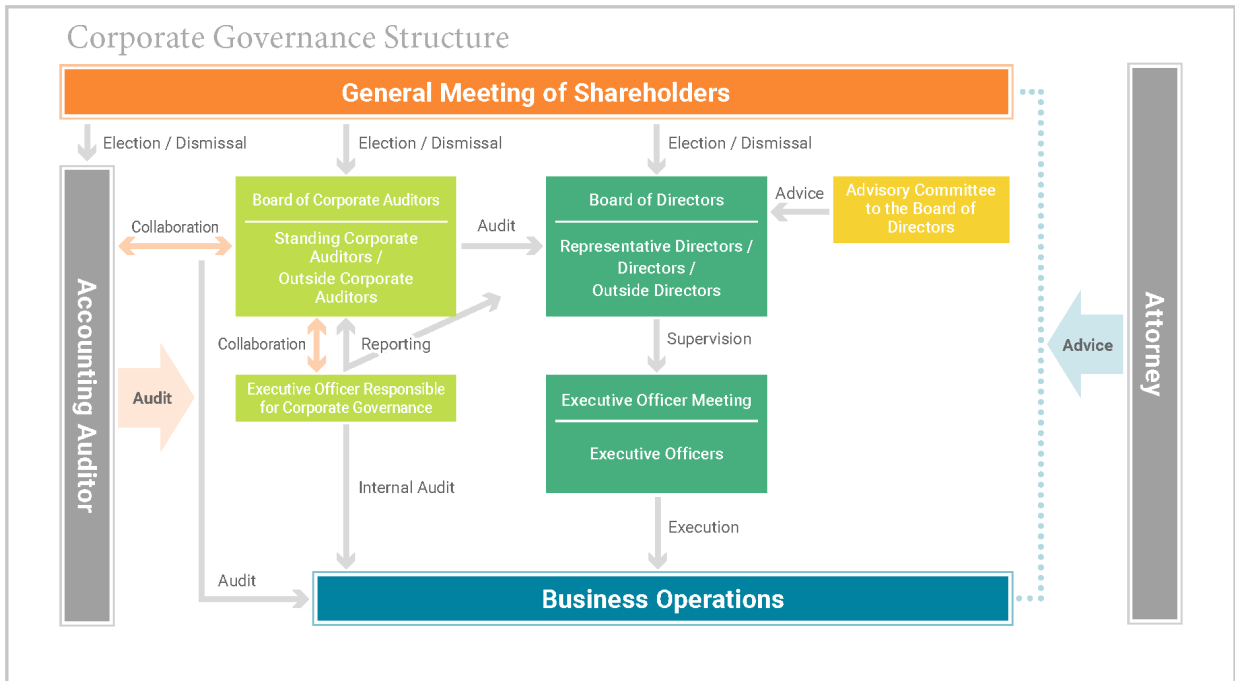 Corporate Governance Structure
General Meeting of Shareholders
Election / Dismissal
Election / Dismissal
Election / Dismissal
Accounting Auditor
Collaboration
Board of Corporate Auditors
Standing Corporate
Auditors /
Outside Corporate
Auditors
Audit
Board of Directors
Representative Directors /
Directors /
Outside Directors
Advice
Advisory Committee
to the Board of
Directors
Attorney
Advice
Collaboration
Reporting
Supervision
Audit
Executive Officer Responsible
for Corporate Governance
Executive Officer Meeting
Executive Officers
Internal Audit
Execution
Audit
Business Operations